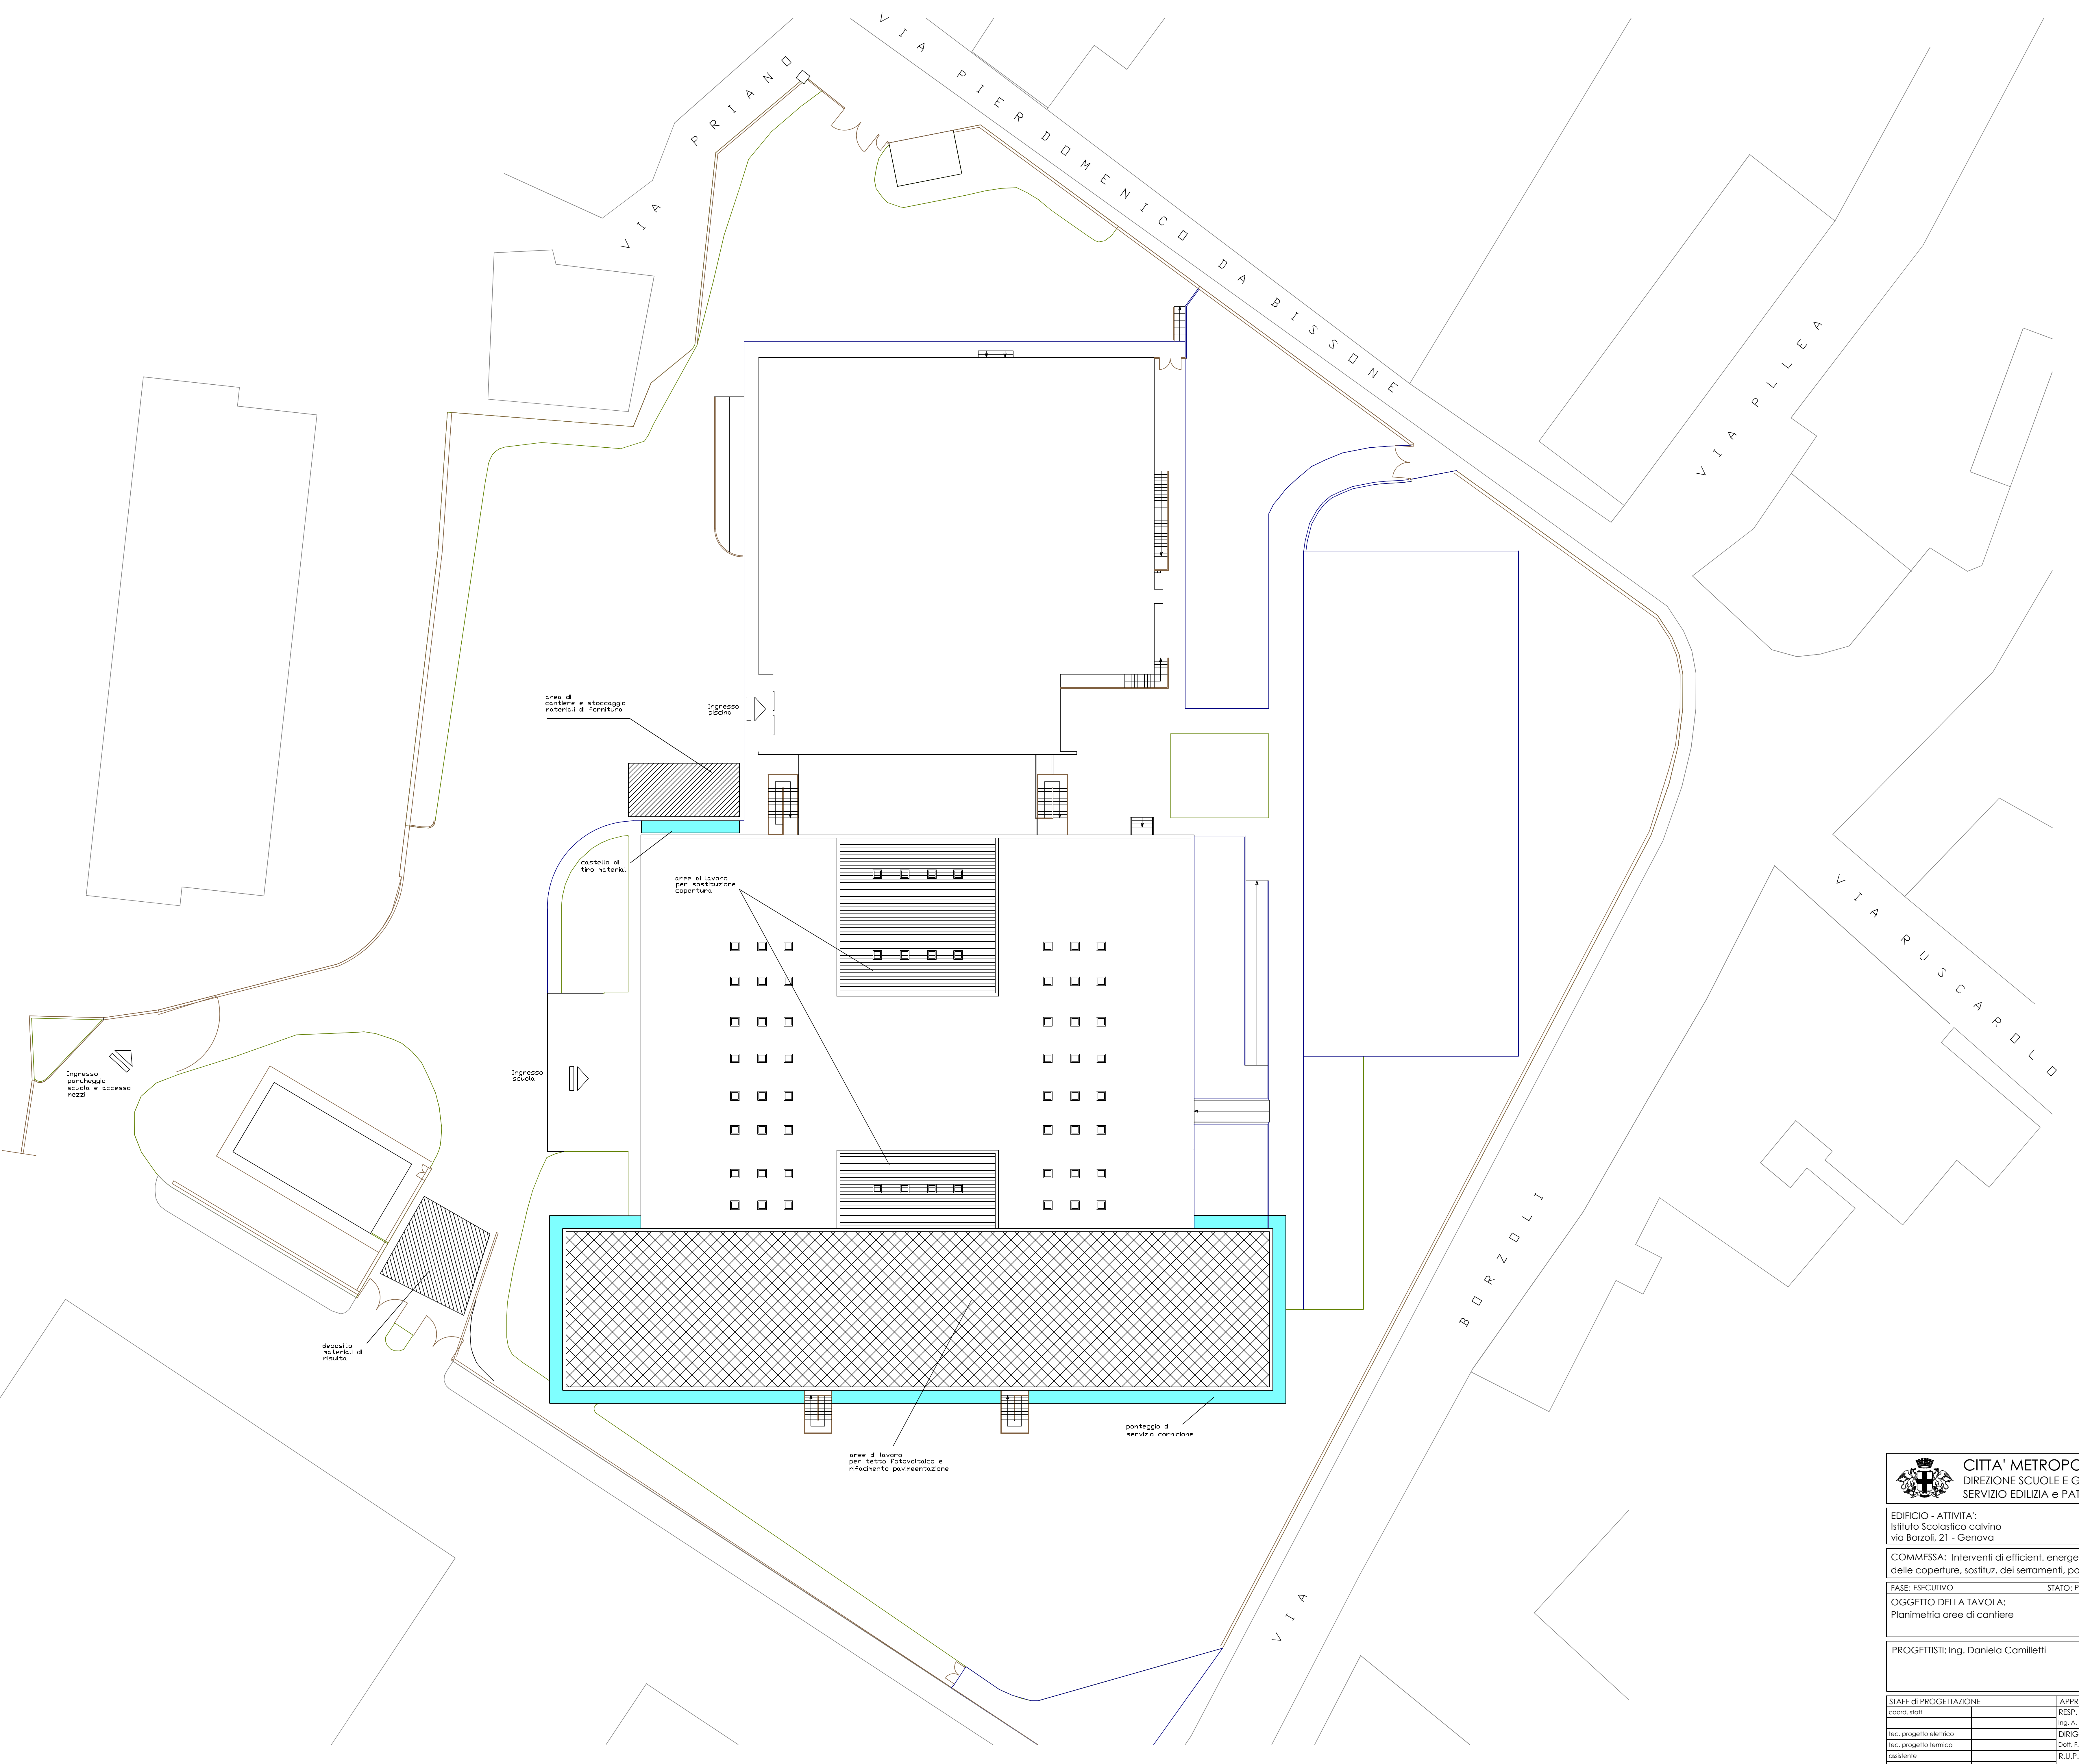 VIA PRIANO
VIA PIER DOMENICO DA BISSONE
VIA PLLEA
VIA RUSCAROLO
VIA BORZOLI
area di
cantiere e stoccaggio
materiali di fornitura
Ingresso
piscina
castello di
tiro materiali
aree di lavoro
per sostituzione
copertura
Ingresso
scuola
Ingresso
parcheggio
scuola e accesso
mezzi
deposito
materiali di
risulta
ponteggio di
servizio cornicione
aree di lavoro
per tetto fotovoltaico e
rifacimento pavimeentazione
CITTA' METROPO
DIREZIONE SCUOLE E G
SERVIZIO EDILIZIA e PAT
EDIFICIO - ATTIVITA':
Istituto Scolastico calvino
via Borzoli, 21 - Genova
COMMESSA: Interventi di efficient. energe
delle coperture, sostituz. dei serramenti, pa
FASE: ESECUTIVO STATO: P
OGGETTO DELLA TAVOLA:
Planimetria aree di cantiere
PROGETTISTI: Ing. Daniela Camilletti
STAFF di PROGETTAZIONE APPR
coord. staff RESP.
Ing. A.
tec. progetto elettrico DIRIG
tec. progetto termico Dott. F.
assistente R.U.P.